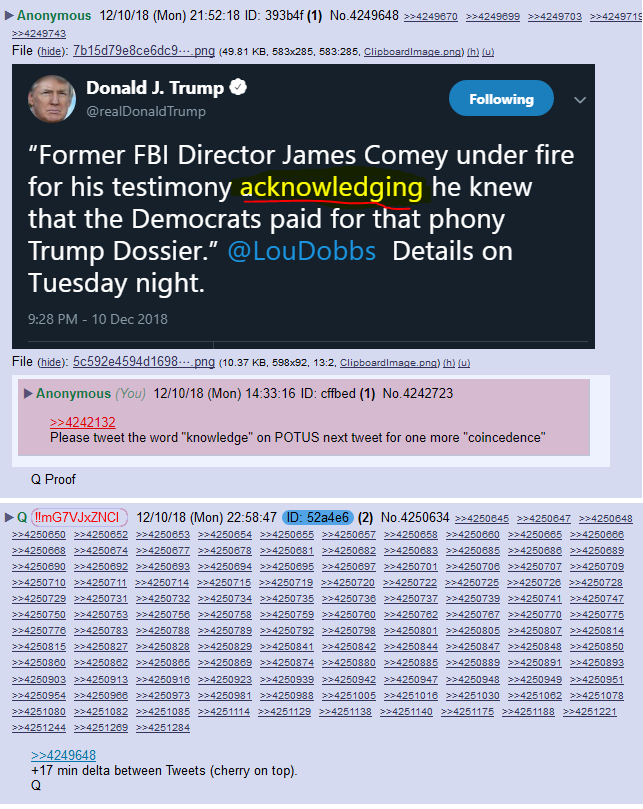 Anonymous 12/10/18 (Mon) 21:52:18 ID: 393b4f (1) No.4249648 >>4249670 >>4249699 >>4249703 >>4249719
>>4249743
File (hide): 7b15d79e8ce6dc9⋯.png (49.81 KB, 583x285, 583:285, ClipboardImage.png) (h) (u)
Donald J. Trump
@realDonaldTrump
Following
“Former FBI Director James Comey under fire
for his testimony acknowledging he knew
that the Democrats paid for that phony
Trump Dossier.” @LouDobbs Details on
Tuesday night.
9:28 PM - 10 Dec 2018
File (hide): 5c592e4594d1698⋯.png (10.37 KB, 598x92, 13:2, ClipboardImage.png) (h) (u)
Anonymous (You) 12/10/18 (Mon) 14:33:16 ID: cffbed (1) No.4242723
>>4242132
Please tweet the word "knowledge" on POTUS next tweet for one more "coincedence"
Q Proof
Q !!mG7VJxZNCI 12/10/18 (Mon) 22:58:47 ID: 52a4e6 (2) No.4250634 >>4250645 >>4250647 >>4250648
>>4250650 >>4250652 >>4250653 >>4250654 >>4250655 >>4250657 >>4250658 >>4250660 >>4250665 >>4250666
>>4250668 >>4250674 >>4250677 >>4250678 >>4250681 >>4250682 >>4250683 >>4250685 >>4250686 >>4250689
>>4250690 >>4250692 >>4250693 >>4250694 >>4250695 >>4250697 >>4250701 >>4250706 >>4250707 >>4250709
>>4250710 >>4250711 >>4250714 >>4250715 >>4250719 >>4250720 >>4250722 >>4250725 >>4250726 >>4250728
>>4250729 >>4250731 >>4250732 >>4250734 >>4250735 >>4250736 >>4250737 >>4250739 >>4250741 >>4250747
>>4250750 >>4250753 >>4250756 >>4250758 >>4250759 >>4250760 >>4250762 >>4250767 >>4250770 >>4250775
>>4250776 >>4250783 >>4250788 >>4250789 >>4250792 >>4250798 >>4250801 >>4250805 >>4250807 >>4250814
>>4250815 >>4250827 >>4250828 >>4250829 >>4250841 >>4250842 >>4250844 >>4250847 >>4250848 >>4250850
>>4250860 >>4250862 >>4250865 >>4250869 >>4250874 >>4250880 >>4250885 >>4250889 >>4250891 >>4250893
>>4250903 >>4250913 >>4250916 >>4250923 >>4250939 >>4250942 >>4250947 >>4250948 >>4250949 >>4250951
>>4250954 >>4250966 >>4250973 >>4250981 >>4250988 >>4251005 >>4251016 >>4251030 >>4251062 >>4251078
>>4251080 >>4251082 >>4251085 >>4251114 >>4251129 >>4251138 >>4251140 >>4251175 >>4251188 >>4251221
>>4251244 >>4251269 >>4251284
>>4249648
+17 min delta between Tweets (cherry on top).
Q